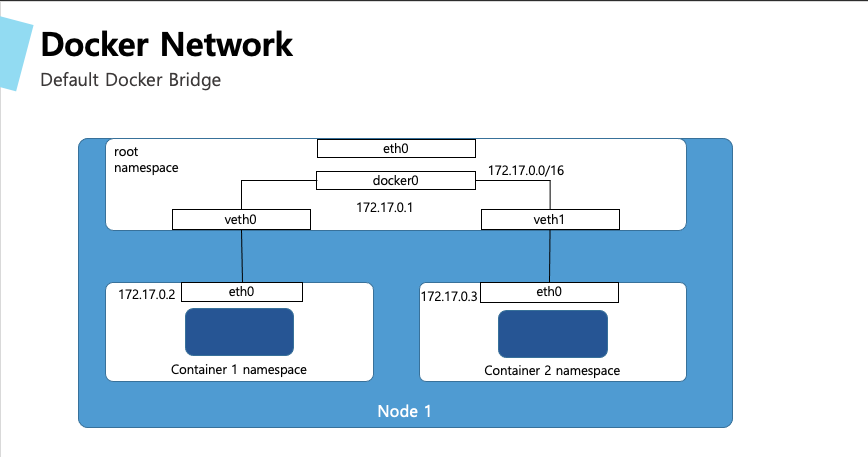 Docker Network
Default Docker Bridge
root
namespace
eth0
docker0
172.17.0.0/16
172.17.0.1
veth0
veth1
172.17.0.2
eth0
172.17.0.3
eth0
Container 1 namespace
Container 2 namespace
Node 1